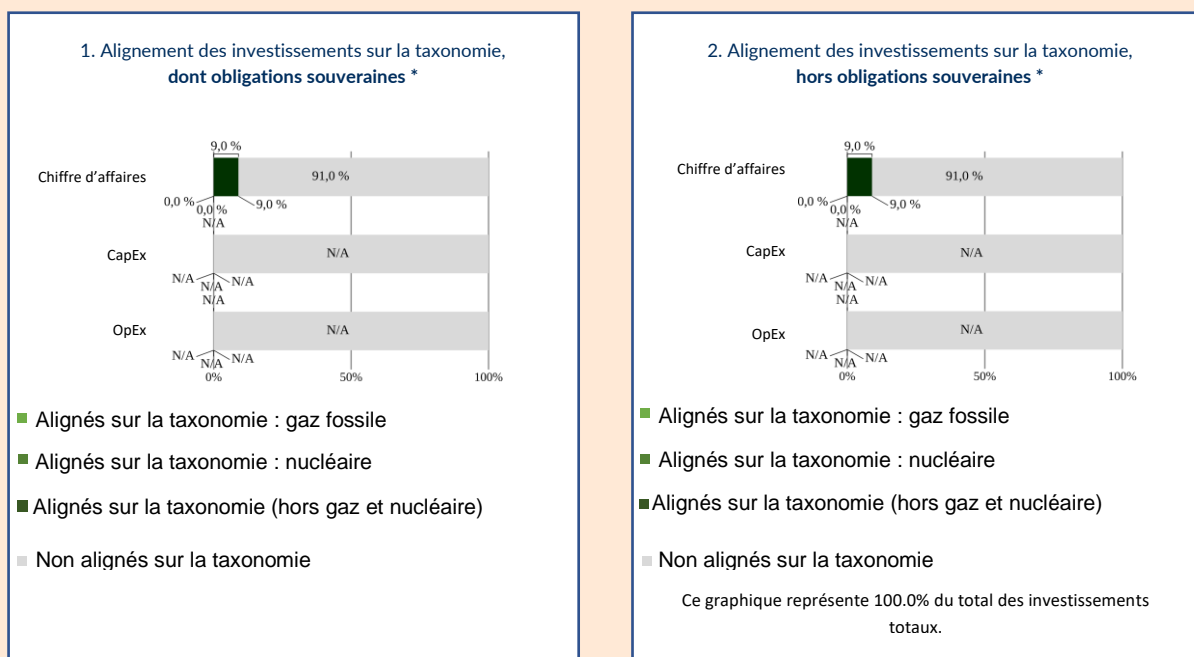 1. Alignement des investissements sur la taxonomie,
dont obligations souveraines *
9,0 %
Chiffre d'affaires
91,0 %
0,0 %
0,0 %
9,0 %
N/A
CapEx
N/A
N/A
N/A
N/A
N/A
OpEx
N/A
N/A
N/A
N/A
0%
50%
100%
Alignés sur la taxonomie : gaz fossile
Alignés sur la taxonomie : nucléaire
Alignés sur la taxonomie (hors gaz et nucléaire)
Non alignés sur la taxonomie
2. Alignement des investissements sur la taxonomie,
hors obligations souveraines *
9,0 %
Chiffre d'affaires
91,0 %
0,0 %
0,0 %
9,0 %
N/A
CapEx
N/A
N/A
N/A
N/A
N/A
OpEx
N/A
N/A
N/A
N/A
0%
50%
100%
Alignés sur la taxonomie : gaz fossile
Alignés sur la taxonomie : nucléaire
Alignés sur la taxonomie (hors gaz et nucléaire)
Non alignés sur la taxonomie
Ce graphique représente 100.0% du total des investissements
totaux.